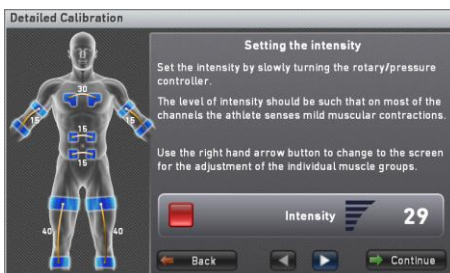 Detailed Calibration
Setting the intensity
Set the intensity by slowly turning the rotary/pressure
controller.
The level of intensity should be such that on most of the
channels the athlete senses mild muscular contractions.
Use the right hand arrow button to change to the screen
for the adjustment of the individual muscle groups.
30
15
15
15
15
40
40
Intensity
29
Back
Continue